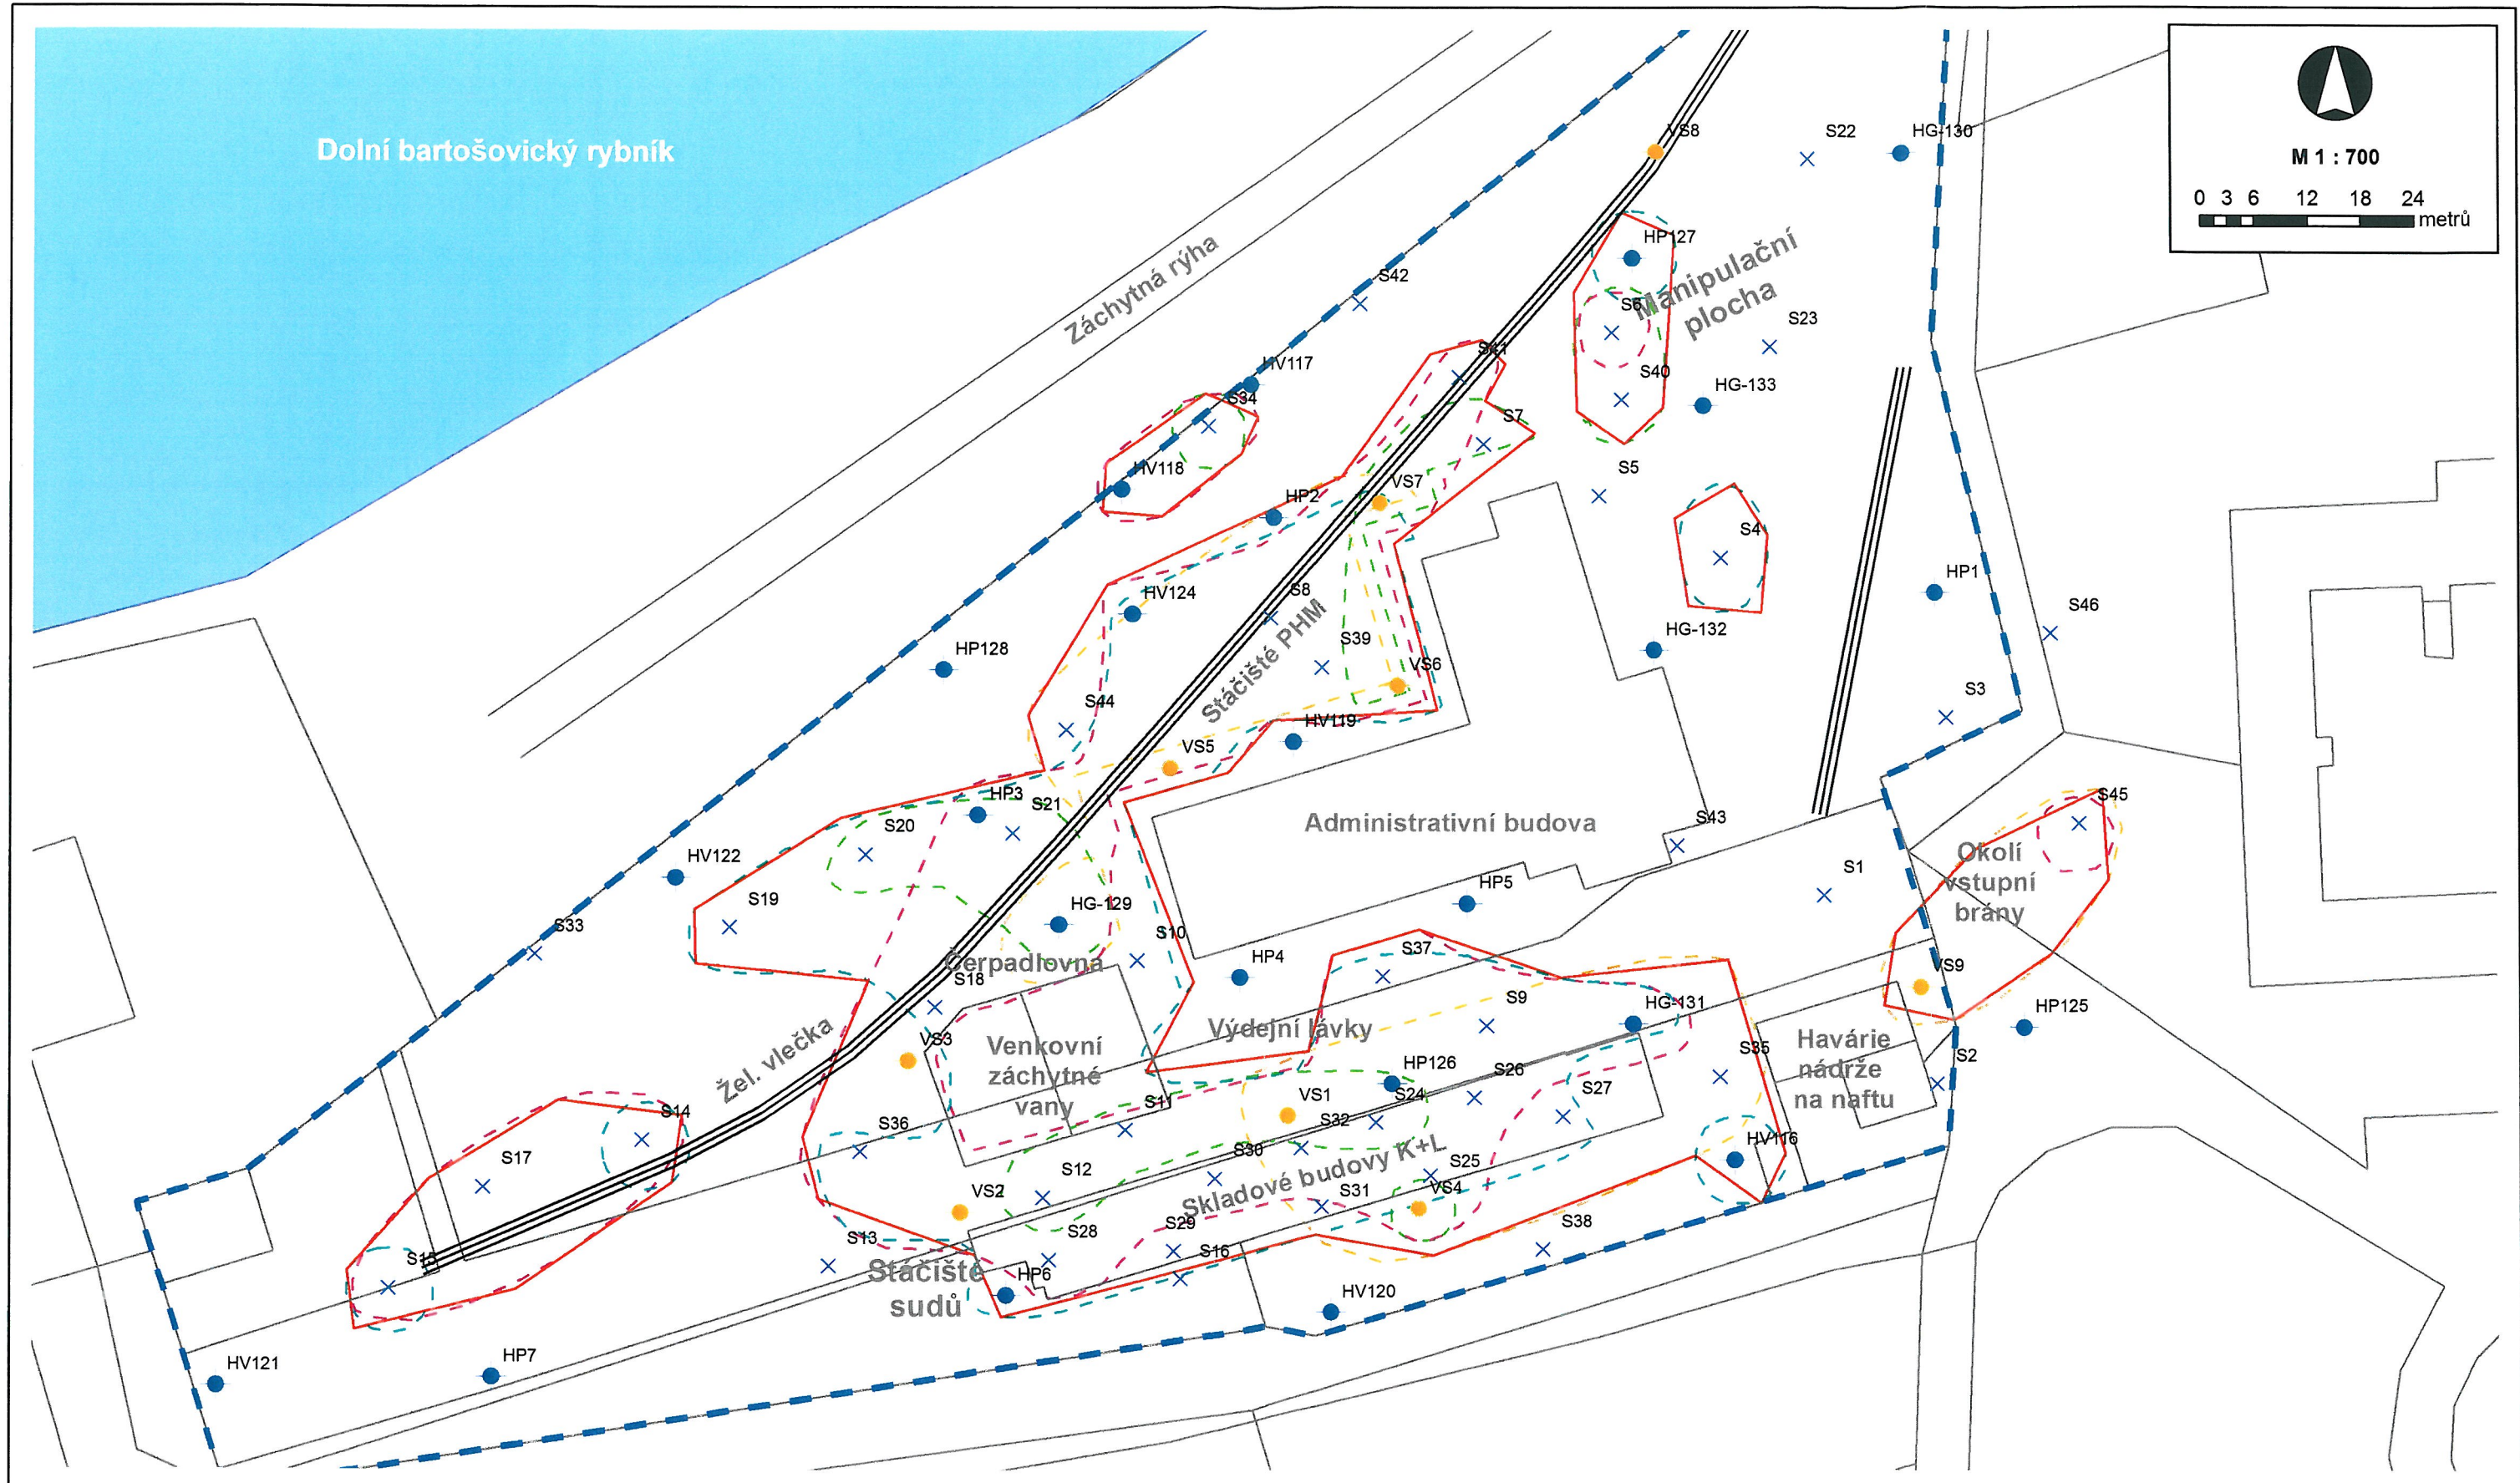 Dolní bartošovický rybník
M 1 : 700
0 3 6 12 18 24
metrů
VS8
S22
HG-130
HP127
Manipulační
plocha
Záchytná rýha
S42
S6
S23
HV117
S41
S40
HG-133
S34
S7
HV118
S5
VS7
HP2
S4
HP1
HV124
S8
S46
Stáčiště PHM
S39
HG-132
HP128
VS6
S44
S3
HV119
VS5
HP3
S21
S20
Administrativní budova
S43
S45
HV122
Okolí
vstupní
brány
S1
HP5
S19
HG-129
S33
S10
S37
HP4
Čerpadlovna
VS9
S18
S9
HG-131
HP125
Výdejní lávky
Žel. vlečka
VS3
Venkovní
záchytné
vany
Havárie
nádrže
na naftu
S35
S2
HP126
S26
S27
VS1
S24
S11
S14
S32
S36
HV116
S30
Skladové budovy K+L
S17
S12
S25
VS4
VS2
S31
S29
S28
S38
S13
S16
S15
Stáčiště
sudů
HP6
HV120
HP7
HV121